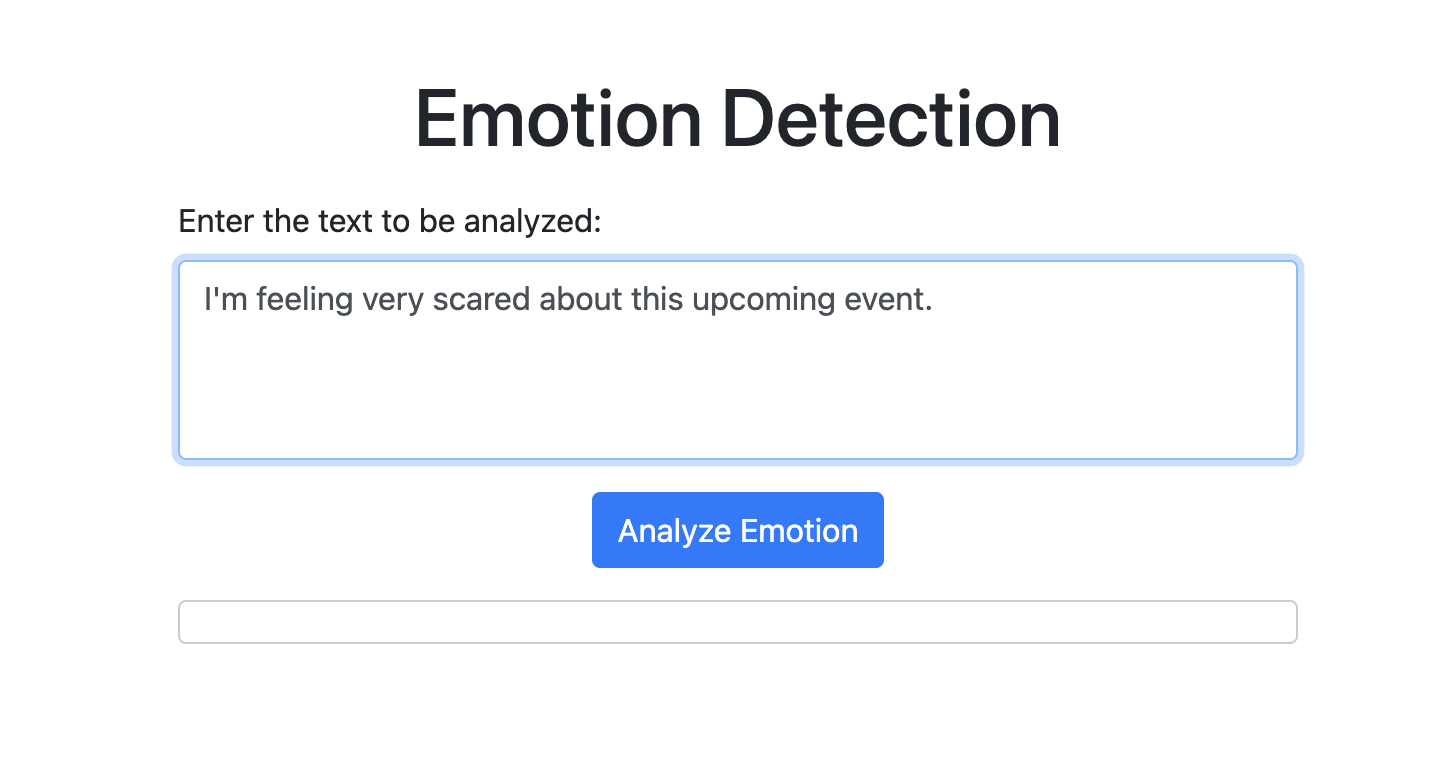 Emotion Detection
Enter the text to be analyzed:
I'm feeling very scared about this upcoming event.
Analyze Emotion